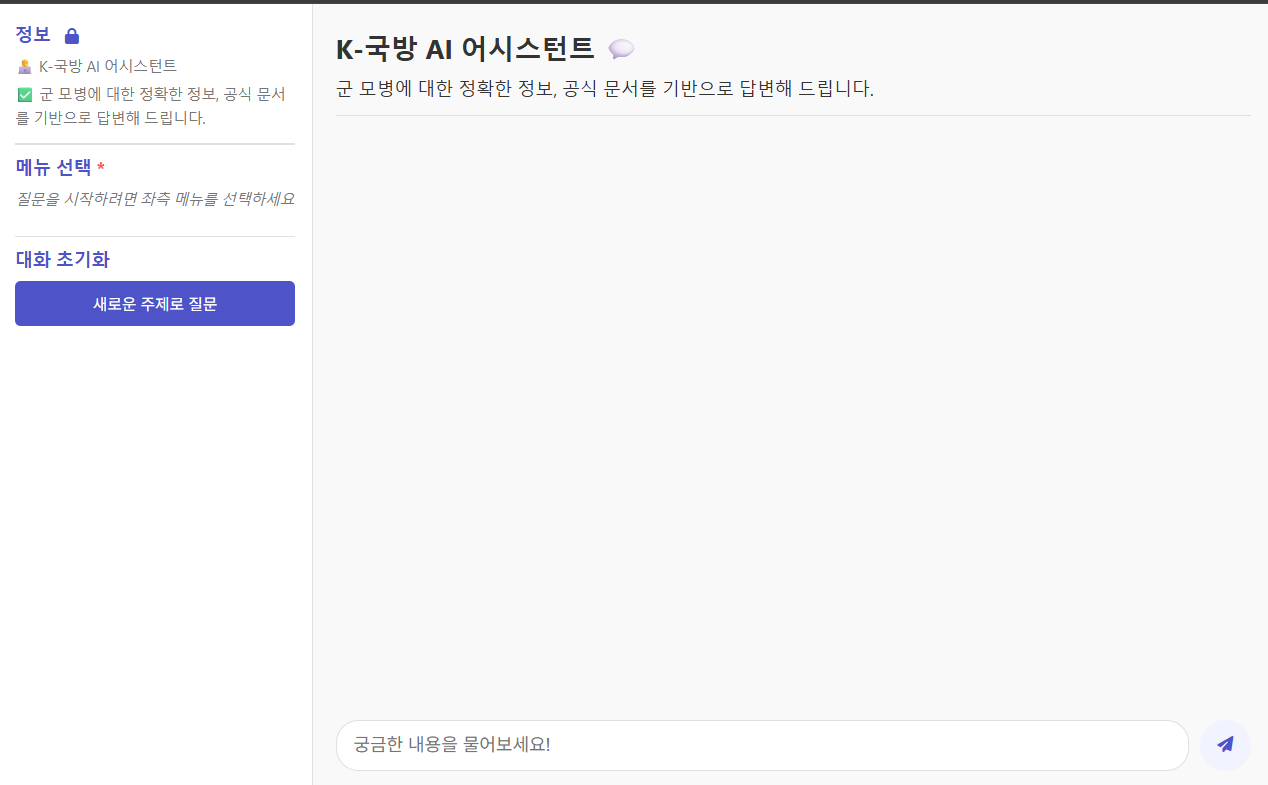 정보
K-국방 AI 어시스턴트
군 모병에 대한 정확한 정보, 공식 문서
를 기반으로 답변해 드립니다.
메뉴 선택 *
질문을 시작하려면 좌측 메뉴를 선택하세요
대화 초기화
새로운 주제로 질문
K-국방 AI 어시스턴트
군 모병에 대한 정확한 정보, 공식 문서를 기반으로 답변해 드립니다.
궁금한 내용을 물어보세요!